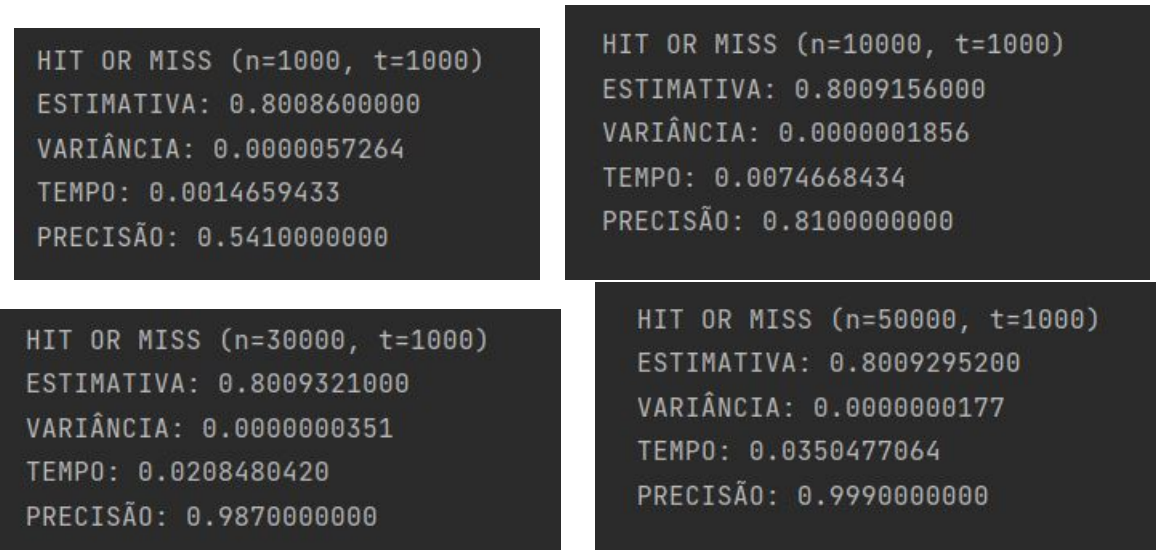 HIT OR MISS (n=1000, t=1000)
ESTIMATIVA: 0.8008600000
VARIÂNCIA: 0.0000057264
TEMPO: 0.0014659433
PRECISÃO: 0.5410000000
HIT OR MISS (n=10000, t=1000)
ESTIMATIVA: 0.8009156000
VARIÂNCIA: 0.0000001856
TEMPO: 0.0074668434
PRECISÃO: 0.8100000000
HIT OR MISS (n=30000, t=1000)
ESTIMATIVA: 0.8009321000
VARIÂNCIA: 0.0000000351
TEMPO: 0.0208480420
PRECISÃO: 0.9870000000
HIT OR MISS (n=50000, t=1000)
ESTIMATIVA: 0.8009295200
VARIÂNCIA: 0.0000000177
TEMPO: 0.0350477064
PRECISÃO: 0.9990000000